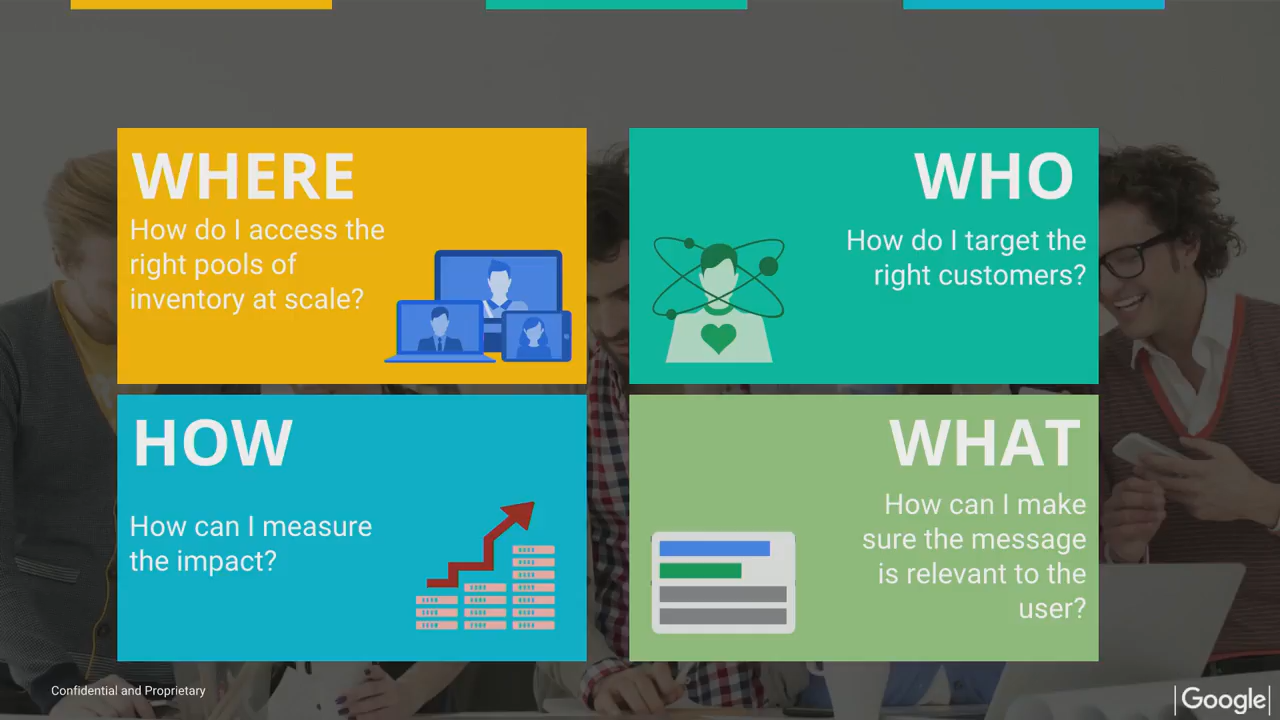 WHERE
How do I access the
right pools of
inventory at scale?
WHO
How do I target the
right customers?
HOW
How can I measure
the impact?
WHAT
How can I make
sure the message
is relevant to the
user?
Confidential and Proprietary
Google